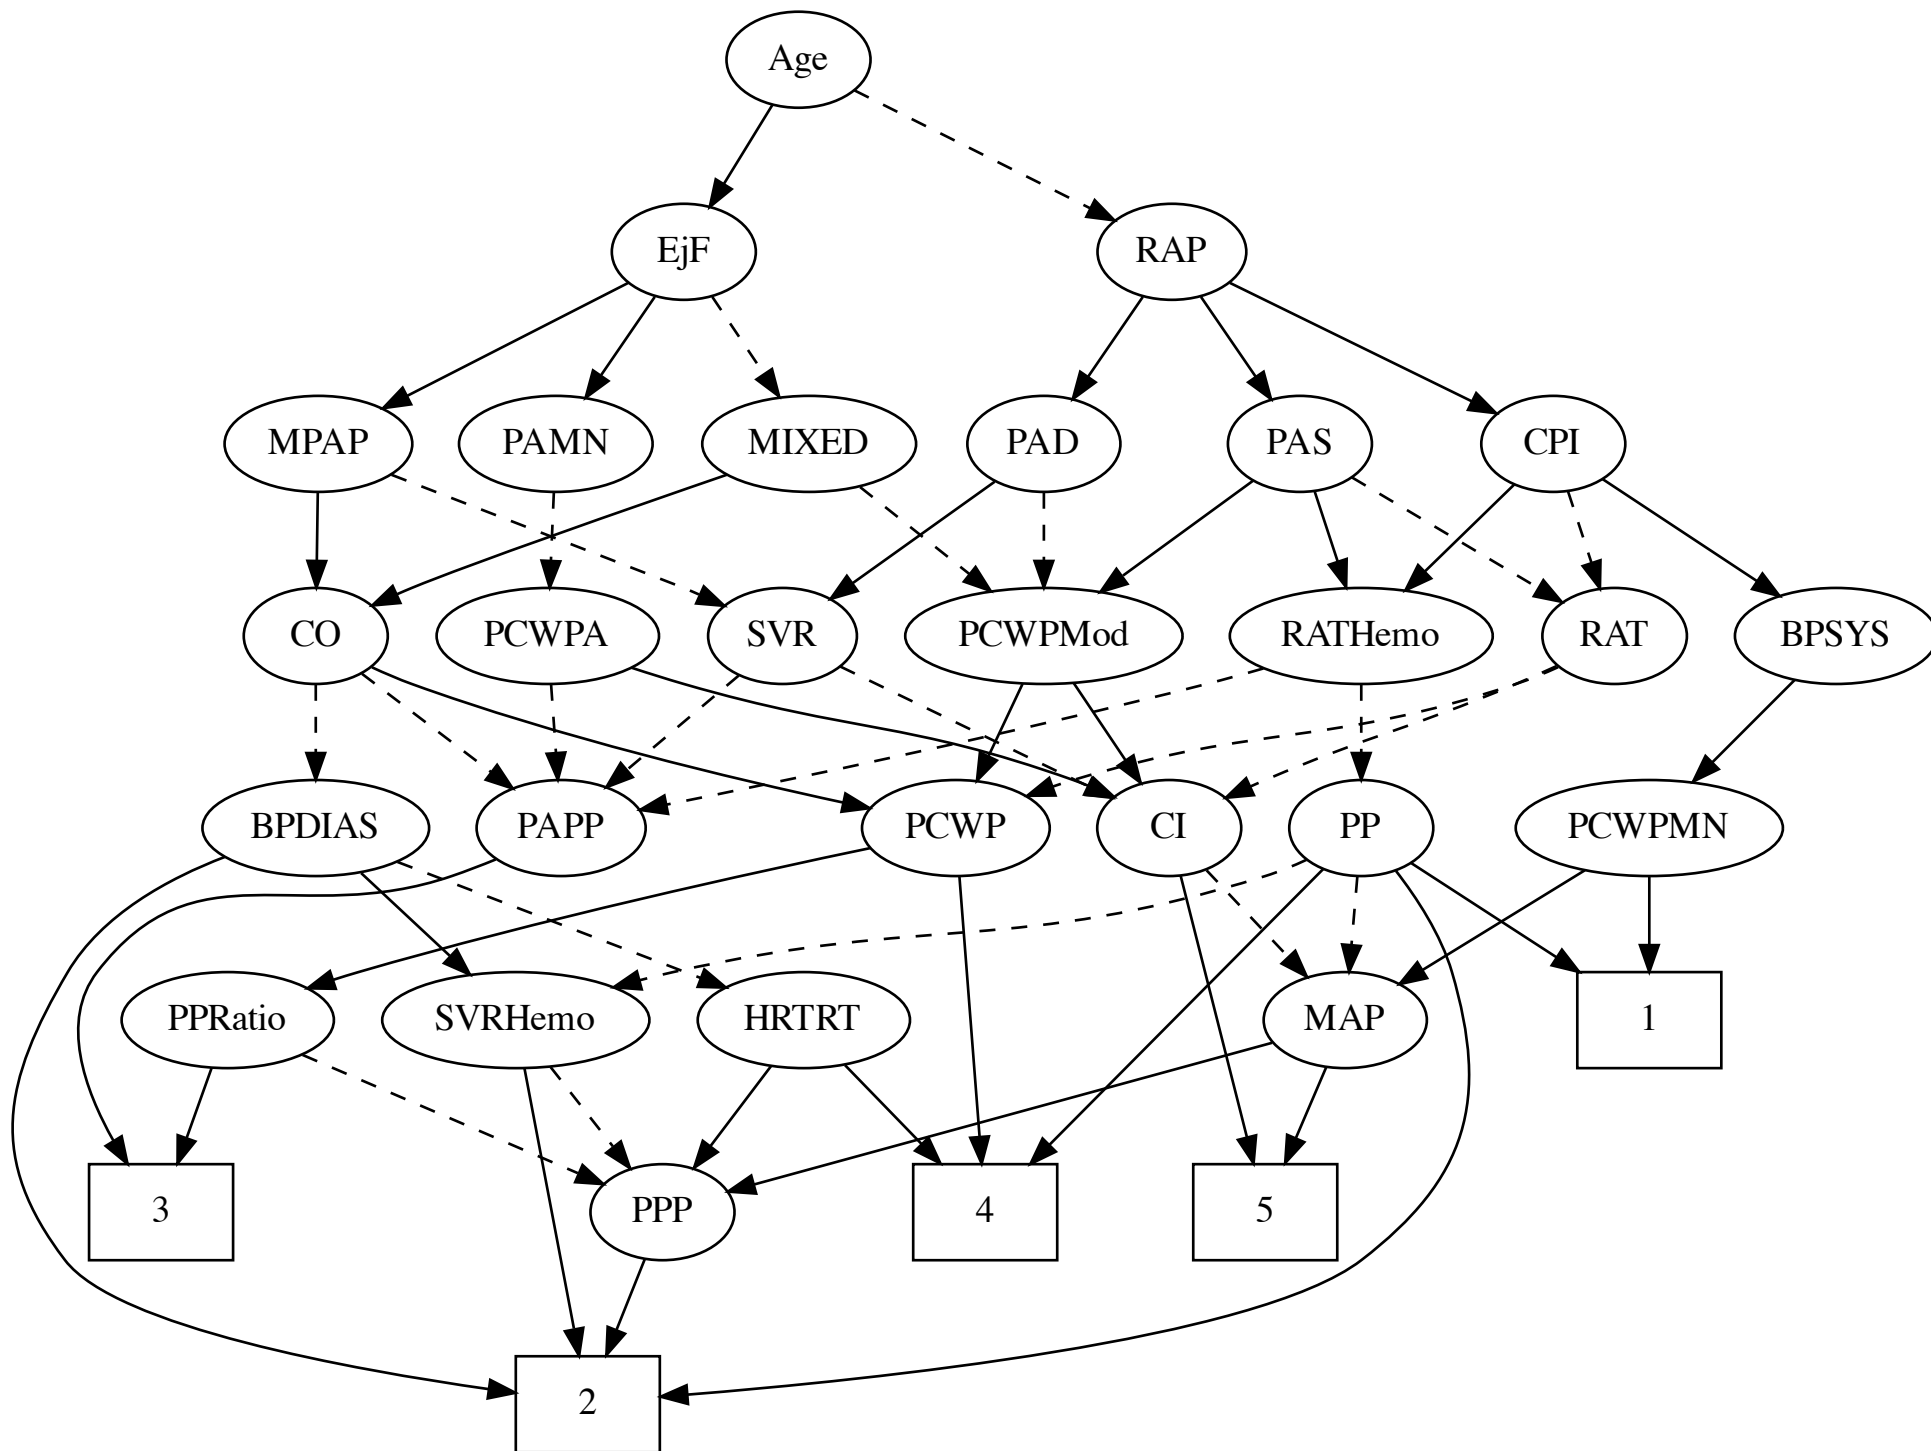 Age
EjF
RAP
MPAP
PAMN
MIXED
PAD
PAS
CPI
CO
PCWPA
SVR
PCWPMod
RATHemo
RAT
BPSYS
BPDIAS
PAPP
PCWP
CI
PP
PCWPMN
PPRatio
SVRHemo
HRTRT
MAP
1
3
PPP
4
5
2